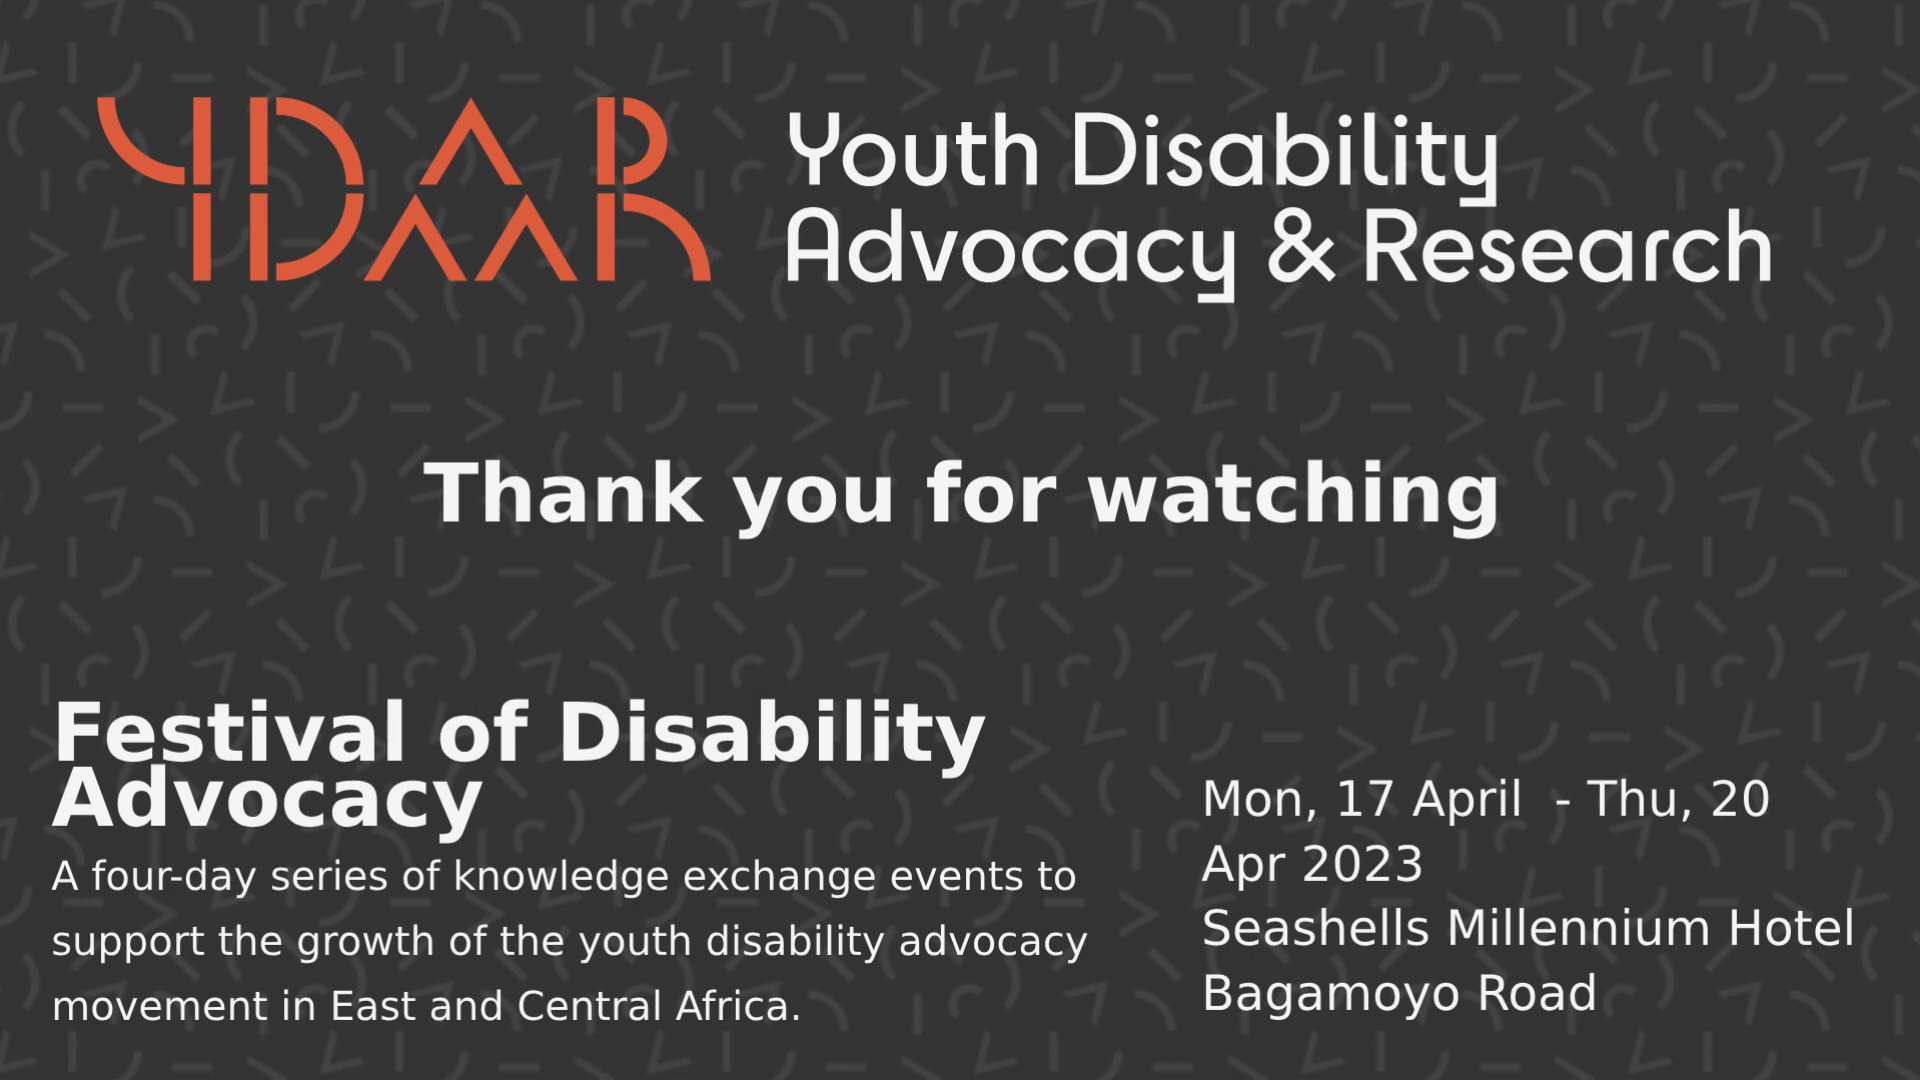 YDAR
Youth Disability
Advocacy & Research
Thank you for watching
Festival of Disability
Advocacy
A four-day series of knowledge exchange events to
support the growth of the youth disability advocacy
movement in East and Central Africa.
Mon, 17 April  - Thu, 20
Apr 2023
Seashells Millennium Hotel
Bagamoyo Road